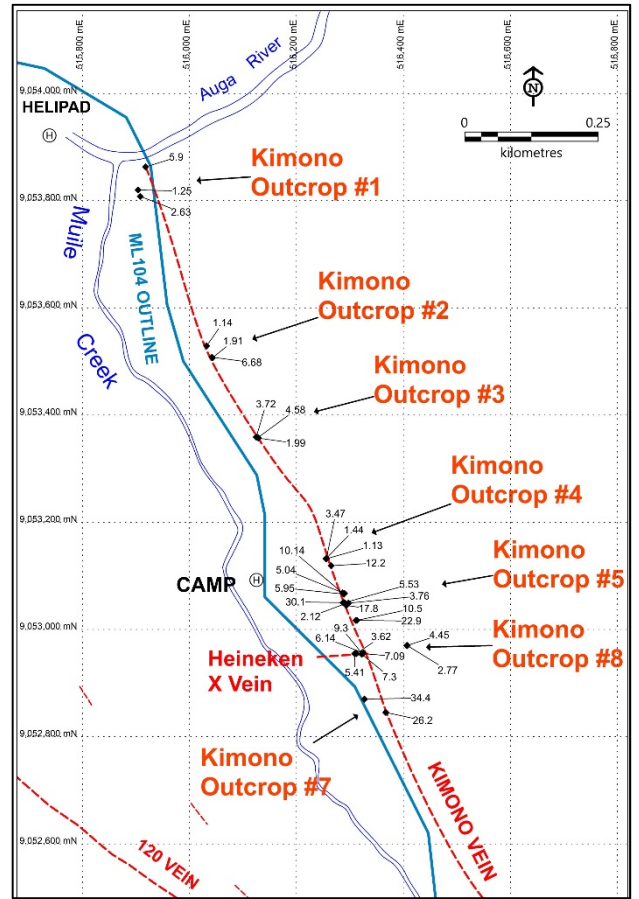 515,800 mE
516,000 mE
516,200 mE
516,400 mE
516,600 mE
516,800 mE
9,054,000 mN
HELIPAD
H
Auga River
N
0
0.25
kilometres
5.9
Kimono
Outcrop #1
9,053,800 mN
1.25
2.63
Muile
Creek
ML104 OUTLINE
9,053,600 mN
1.14
1.91
6.68
Kimono
Outcrop #2
9,053,400 mN
3.72
4.58
1.99
Kimono
Outcrop #3
9,053,200 mN
3.47
1.44
1.13
12.2
Kimono
Outcrop #4
10.14
5.04
5.95
30.1
2.12
CAMP
H
5.53
3.76
17.8
10.5
22.9
Kimono
Outcrop #5
9,053,000 mN
9.3
3.62
6.14
7.09
5.41
7.3
4.45
2.77
Kimono
Outcrop #8
Heineken
X Vein
34.4
26.2
9,052,800 mN
Kimono
Outcrop #7
KIMONO VEIN
9,052,600 mN
120 VEIN